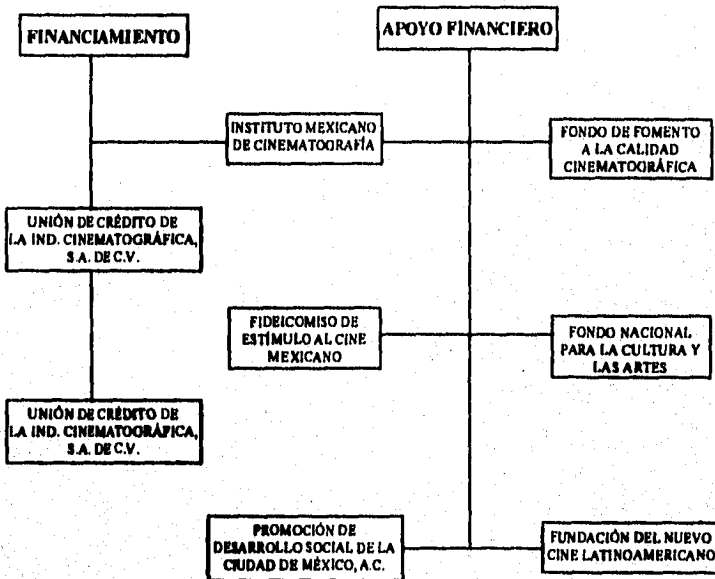 FINANCIAMIENTO
APOYO FINANCIERO
INSTITUTO MEXICANO
DE CINEMATOGRAFÍA
FONDO DE FOMENTO
A LA CALIDAD
CINEMATOGRÁFICA
UNIÓN DE CRÉDITO DE
LA IND. CINEMATOGRÁFICA,
S.A. DE C.V.
FIDEICOMISO DE
ESTÍMULO AL CINE
MEXICANO
FONDO NACIONAL
PARA LA CULTURA Y
LAS ARTES
UNIÓN DE CRÉDITO DE
LA IND. CINEMATOGRÁFICA,
S.A. DE C.V.
PROMOCIÓN DE
DESARROLLO SOCIAL DE LA
CIUDAD DE MÉXICO, A.C.
FUNDACIÓN DEL NUEVO
CINE LATINOAMERICANO